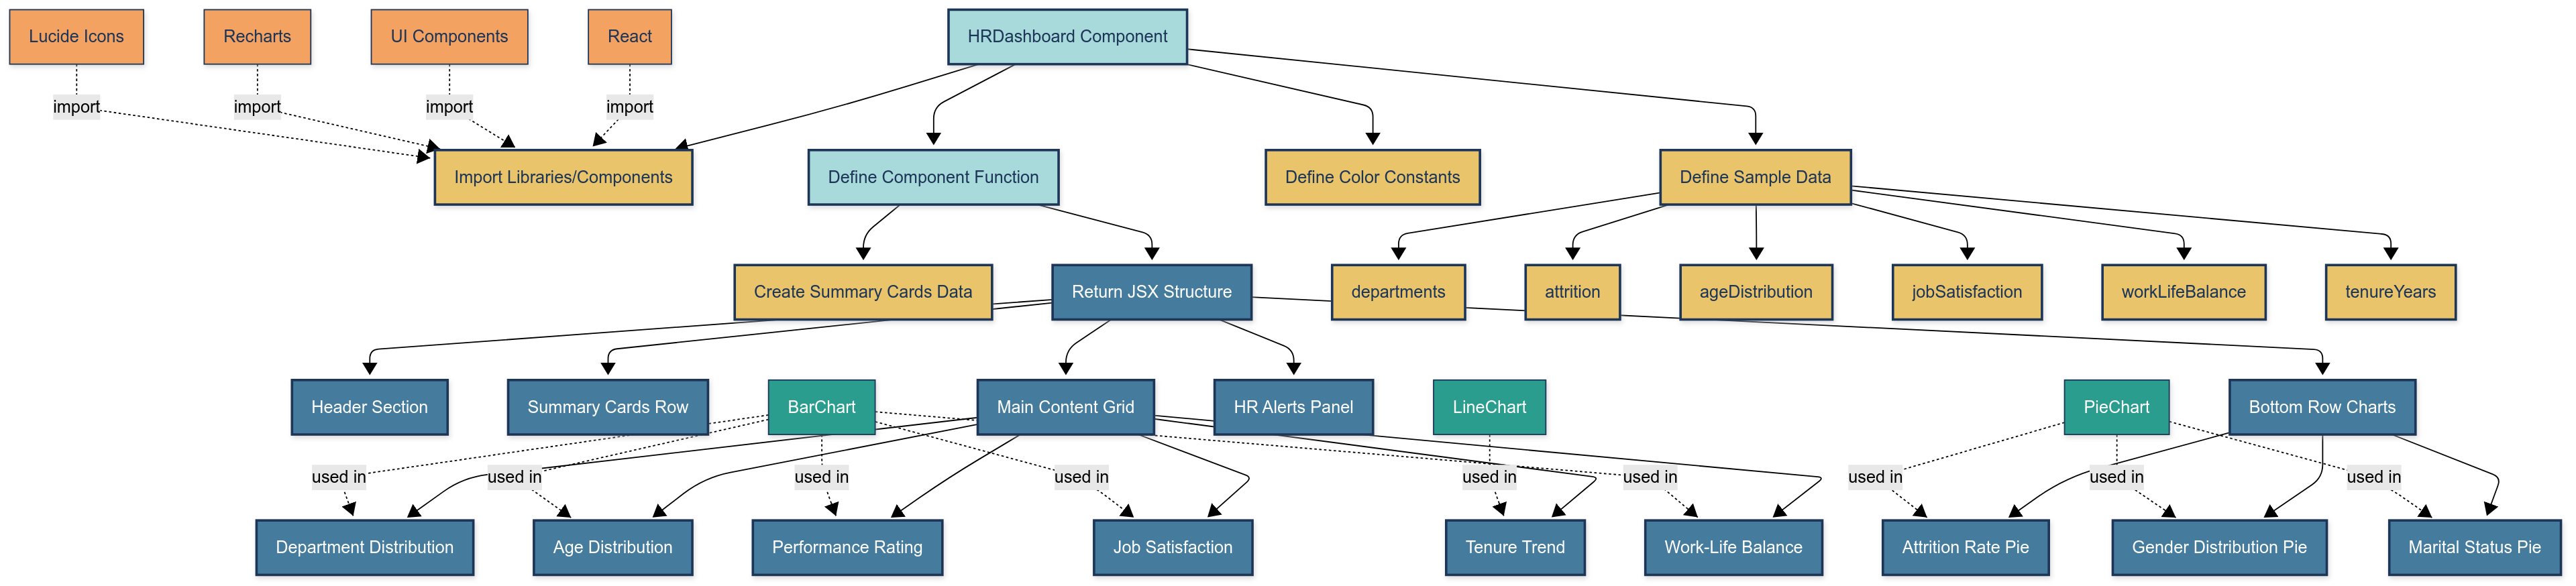 Lucide Icons
Recharts
UI Components
React
HRDashboard Component
import
import
import
import
Import Libraries/Components
Define Component Function
Define Color Constants
Define Sample Data
Create Summary Cards Data
Return JSX Structure
departments
attrition
ageDistribution
jobSatisfaction
workLifeBalance
tenureYears
Header Section
Summary Cards Row
BarChart
Main Content Grid
HR Alerts Panel
LineChart
PieChart
Bottom Row Charts
used in
used in
used in
used in
used in
used in
used in
used in
used in
Department Distribution
Age Distribution
Performance Rating
Job Satisfaction
Tenure Trend
Work-Life Balance
Attrition Rate Pie
Gender Distribution Pie
Marital Status Pie